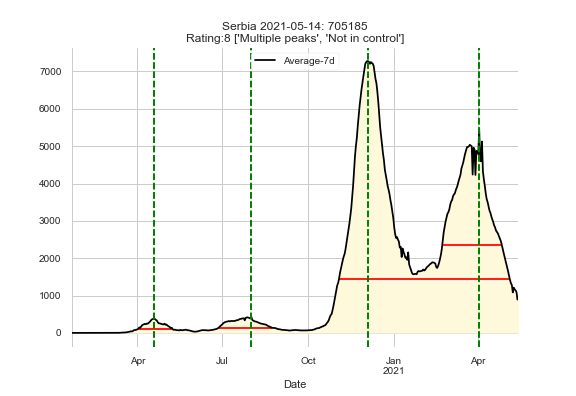 Serbia 2021-05-14: 705185
Rating:8 ['Multiple peaks', 'Not in control']
Average-7d
7000
6000
5000
4000
3000
2000
1000
0
Apr
Jul
Oct
Jan
2021
Apr
Date